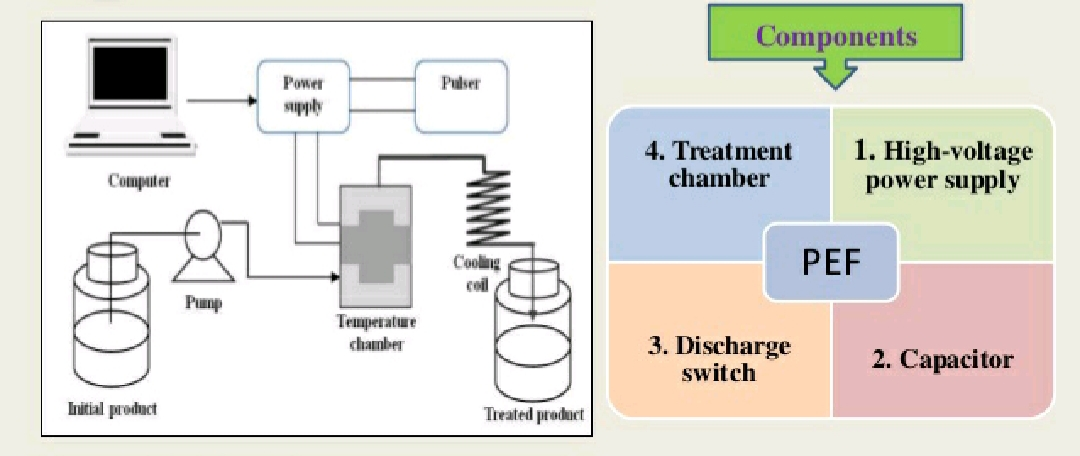 Power
supply
Pulser
Computer
Pump
Cooling
coil
Temperature
chamber
Initial product
Treated product
Components
4. Treatment
chamber
1. High-voltage
power supply
PEF
3. Discharge
switch
2. Capacitor